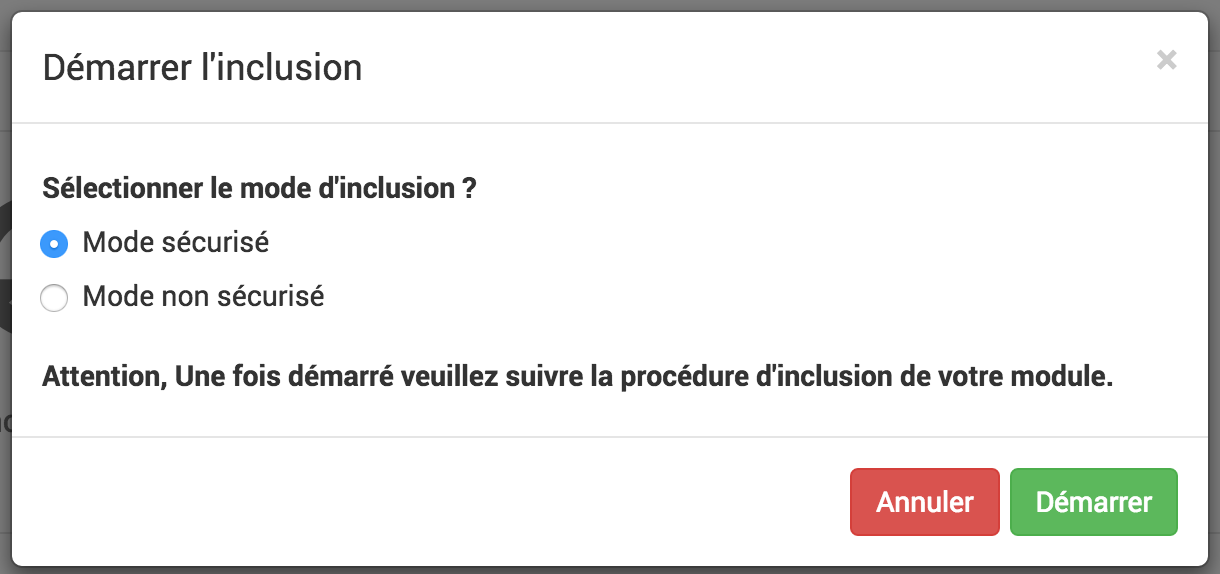 Démarrer l'inclusion
×
Sélectionner le mode d'inclusion ?
Mode sécurisé
Mode non sécurisé
Attention, Une fois démarré veuillez suivre la procédure d'inclusion de votre module.
Annuler
Démarrer